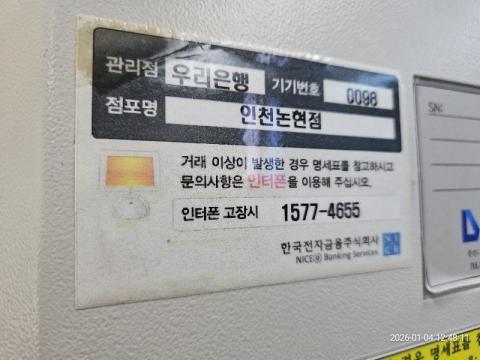 관리점 우리은행 기기번호 0098
점포명 인천논현점
거래 이상이 발생한 경우 명세표를 참고하시고
문의사항은 인터폰을 이용해 주십시오.
인터폰 고장시 1577-4655
한국전자금융주식회사
NICE Banking Services
SN:
2026-01-04 12:48:11